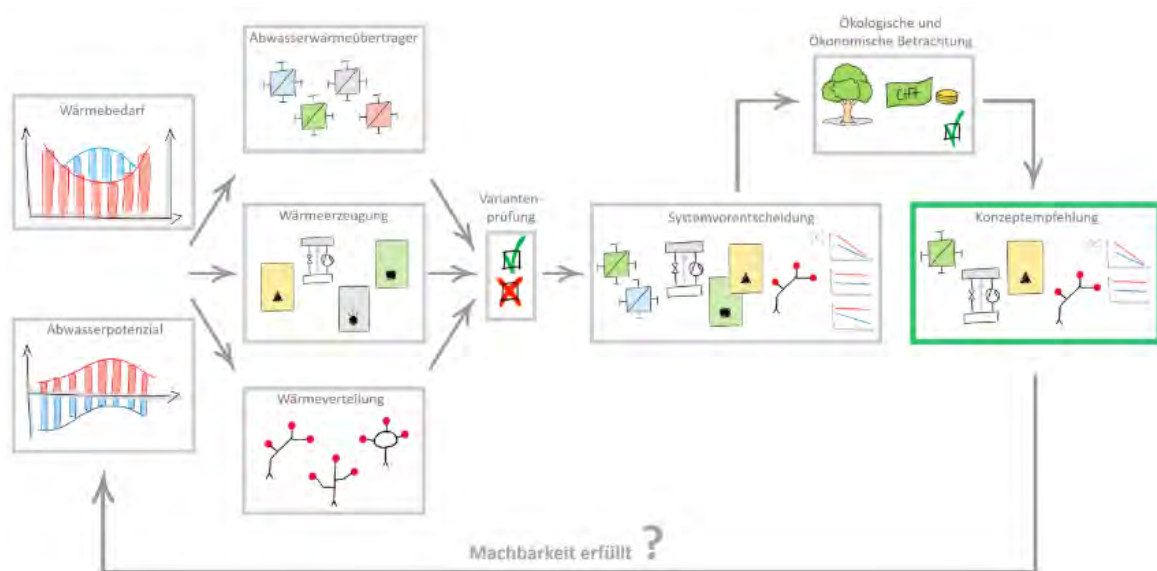 Ökologische und
Ökonomische Betrachtung
Abwasserwärmeübertrager
Wärmebedarf
Varianten-
prüfung
Wärmeerzeugung
Systemvorentscheidung
Konzeptempfehlung
Abwasserpotenzial
Wärmeverteilung
Machbarkeit erfüllt ?